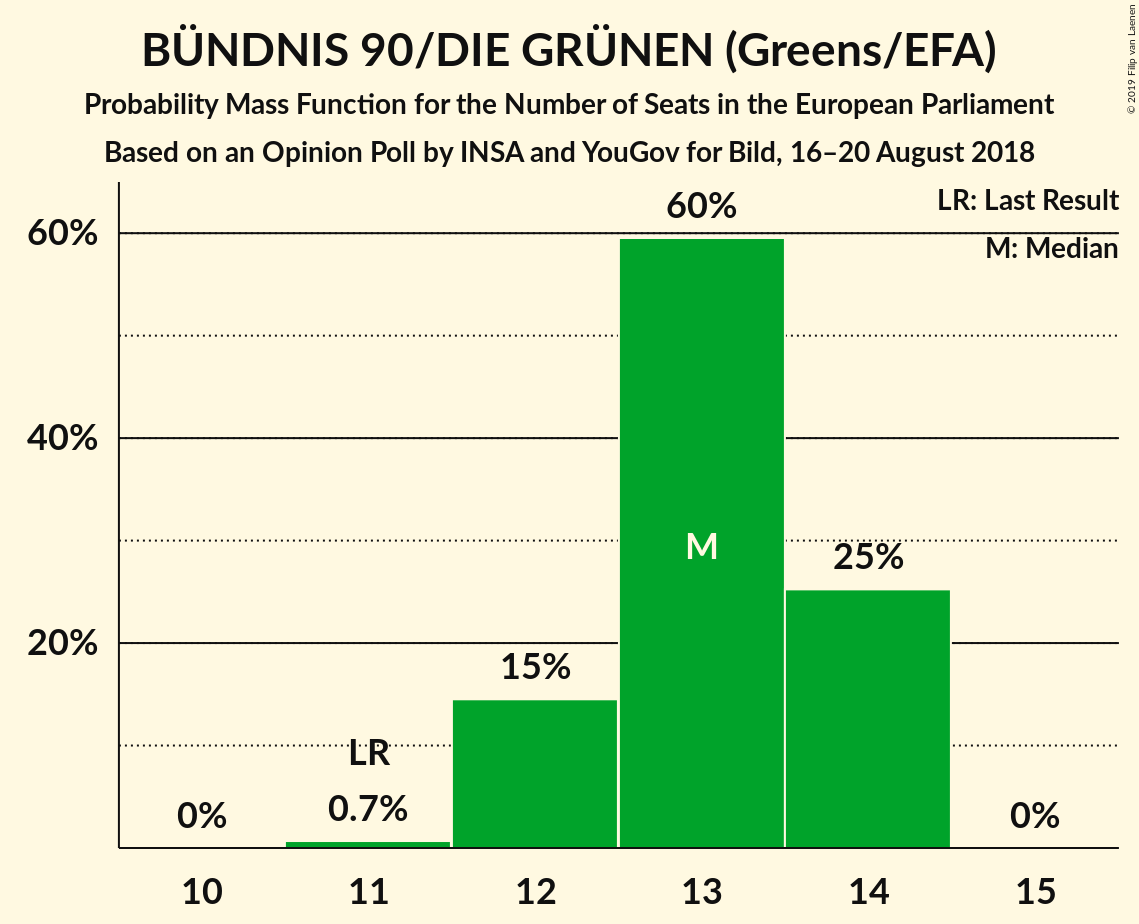 BÜNDNIS 90/DIE GRÜNEN (Greens/EFA)
Probability Mass Function for the Number of Seats in the European Parliament
Based on an Opinion Poll by INSA and YouGov for Bild, 16–20 August 2018
© 2019 Filip van Laenen
LR: Last Result
M: Median
60%
40%
20%
0%
LR
0.7%
15%
60%
M
25%
0%
10 11 12 13 14 15